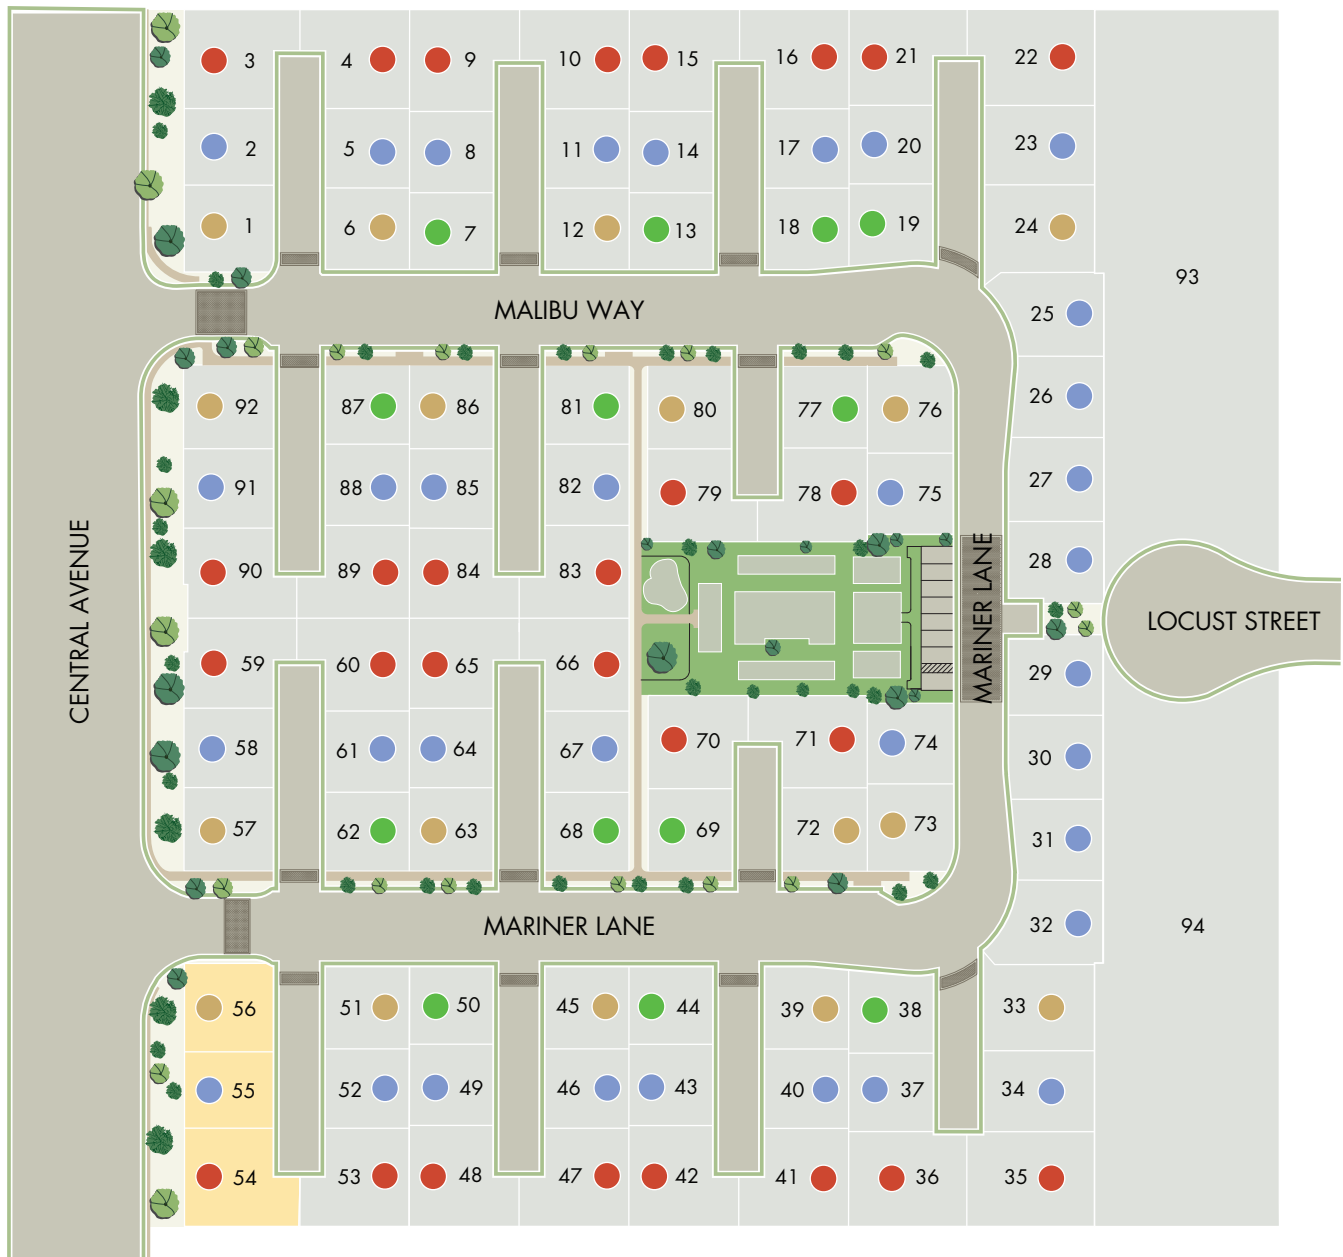 3 4 9 10 15 16 21 22
2 5 8 11 14 17 20 23
1 6 7 12 13 18 19 24
93
MALIBU WAY
25
26
92 87 86 81 80 77 76
91 88 85 82 79 78 75 27
CENTRAL AVENUE
90 89 84 83
28
MARINER LANE
LOCUST STREET
59 60 65 66
29
58 61 64 67 70 71 74 30
57 62 63 68 69 72 73 31
MARINER LANE
32
94
56 51 50 45 44 39 38 33
55 52 49 46 43 40 37 34
54 53 48 47 42 41 36 35